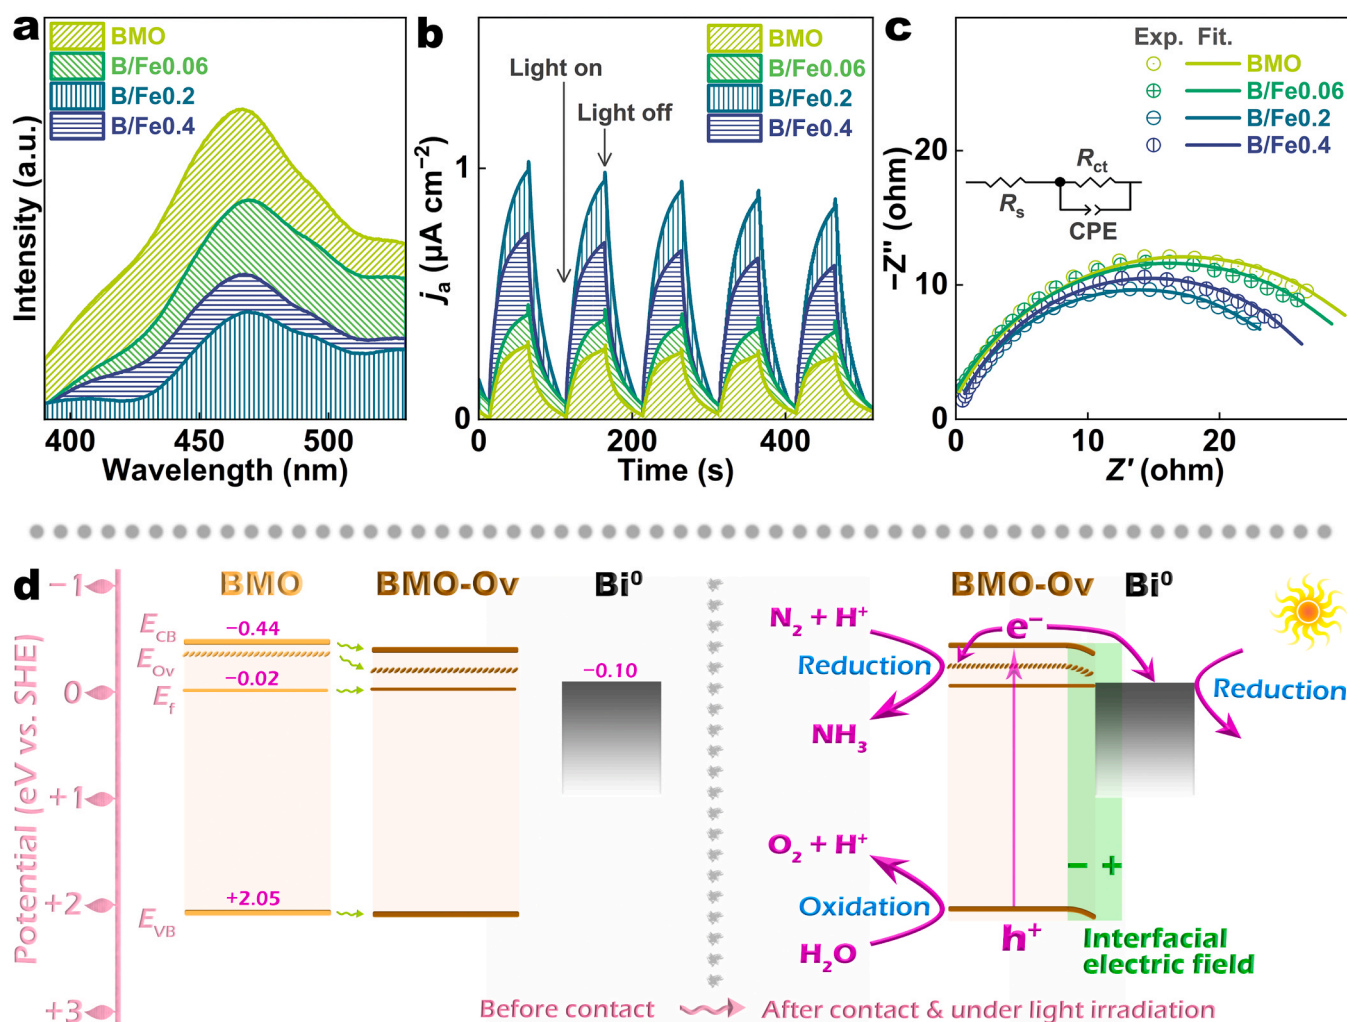 a
BMO
B/Fe0.06
B/Fe0.2
B/Fe0.4
Intensity (a.u.)
400
450
500
Wavelength (nm)
b
BMO
B/Fe0.06
B/Fe0.2
B/Fe0.4
Light on
Light off
jₐ (µA cm⁻²)
1
0
0
200
400
Time (s)
c
Exp. Fit.
BMO
B/Fe0.06
B/Fe0.2
B/Fe0.4
Rct
Rs
CPE
−Z″ (ohm)
20
10
0
0
10
20
Z′ (ohm)
d
Potential (eV vs. SHE)
−1
0
+1
+2
+3
BMO
BMO-Ov
Bi⁰
ECB
−0.44
EOv
−0.02
Ef
−0.10
+2.05
EVB
BMO-Ov
Bi⁰
N₂ + H⁺
e⁻
Reduction
Reduction
NH₃
O₂ + H⁺
− +
Oxidation
h⁺
H₂O
Interfacial
electric field
Before contact
After contact & under light irradiation